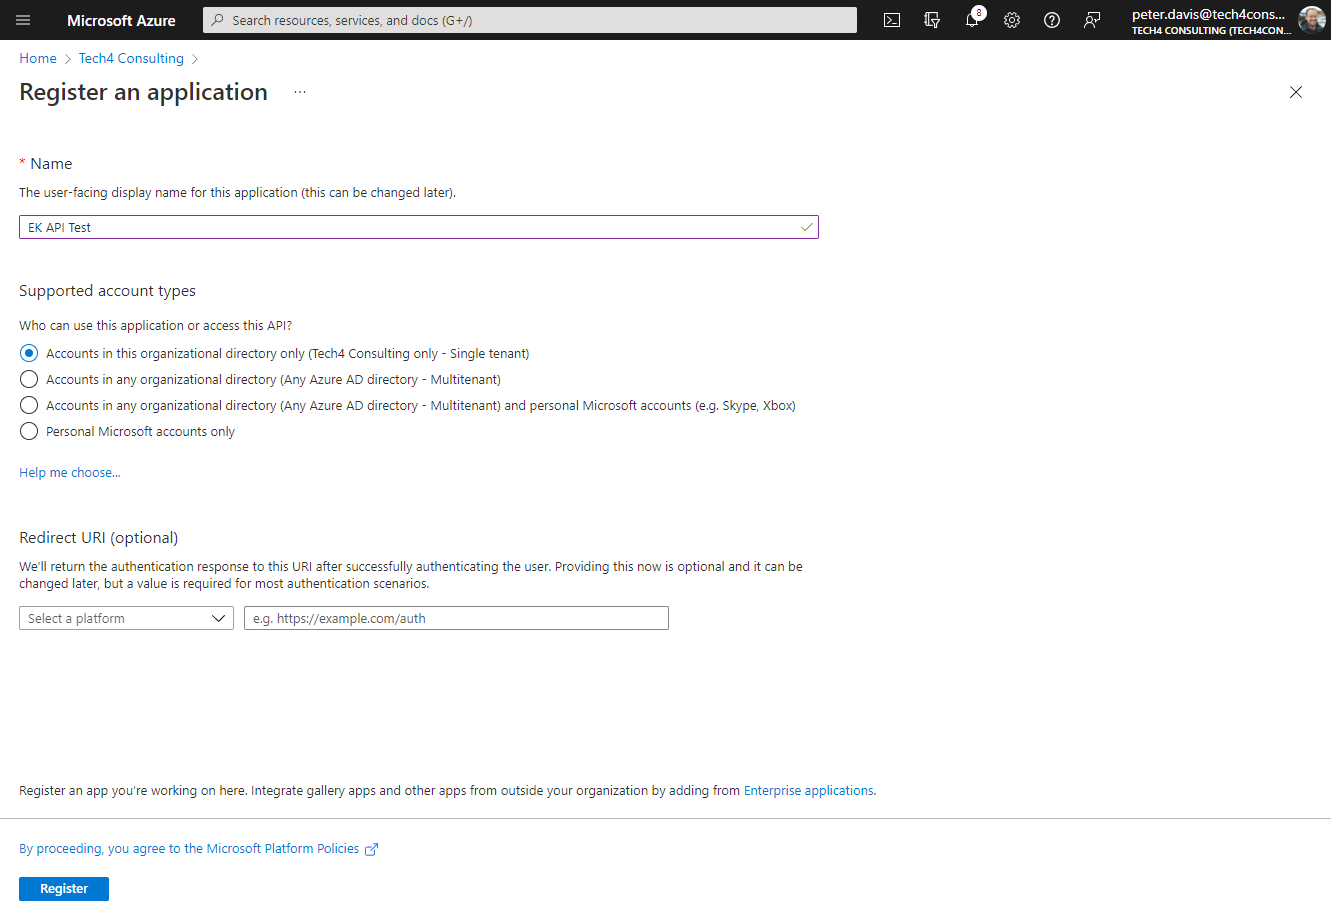 Microsoft Azure
Search resources, services, and docs (G+/)
8
peter.davis@tech4cons...
TECH4 CONSULTING (TECH4CON...
Home > Tech4 Consulting >
Register an application ...
* Name
The user-facing display name for this application (this can be changed later).
EK API Test
Supported account types
Who can use this application or access this API?
Accounts in this organizational directory only (Tech4 Consulting only - Single tenant)
Accounts in any organizational directory (Any Azure AD directory - Multitenant)
Accounts in any organizational directory (Any Azure AD directory - Multitenant) and personal Microsoft accounts (e.g. Skype, Xbox)
Personal Microsoft accounts only
Help me choose...
Redirect URI (optional)
We'll return the authentication response to this URI after successfully authenticating the user. Providing this now is optional and it can be
changed later, but a value is required for most authentication scenarios.
Select a platform
e.g. https://example.com/auth
Register an app you're working on here. Integrate gallery apps and other apps from outside your organization by adding from Enterprise applications.
By proceeding, you agree to the Microsoft Platform Policies
Register